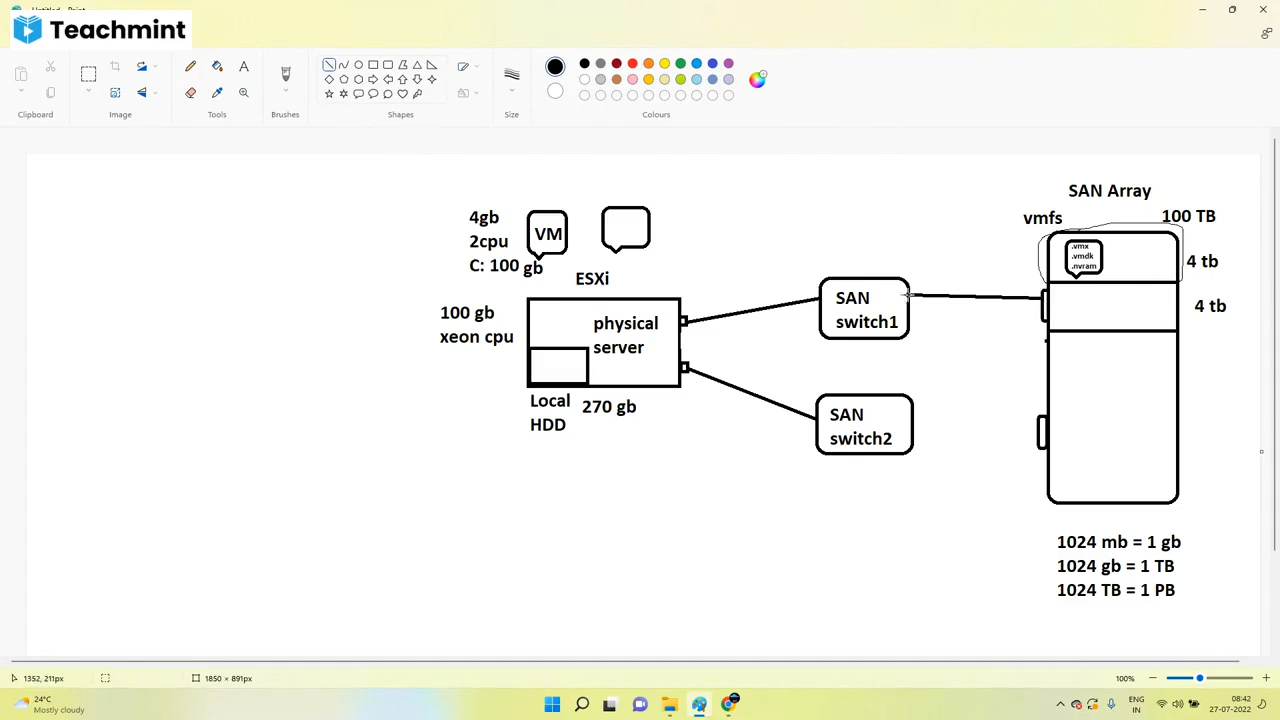 Untitled - Paint
Teachmint
Clipboard
Image
Tools
Brushes
Shapes
Size
Colours
SAN Array
vmfs
100 TB
4gb
2cpu
C: 100 gb
VM
.vmx
.vmdk
.nvram
4 tb
ESXi
4 tb
100 gb
xeon cpu
physical
server
SAN
switch1
Local
HDD
270 gb
SAN
switch2
1024 mb = 1 gb
1024 gb = 1 TB
1024 TB = 1 PB
1352, 211px
1850 × 891px
100%
24°C
Mostly cloudy
ENG
IN
08:42
27-07-2022